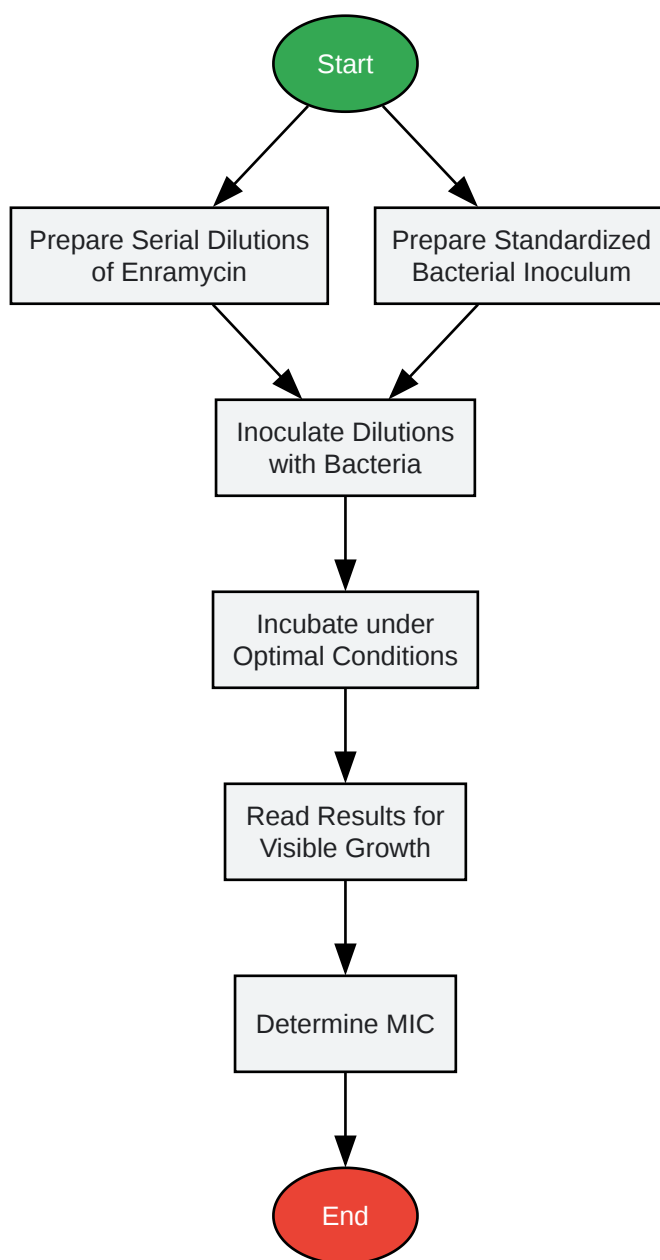 Start
Prepare Serial Dilutions
of Enramycin
Prepare Standardized
Bacterial Inoculum
Inoculate Dilutions
with Bacteria
Incubate under
Optimal Conditions
Read Results for
Visible Growth
Determine MIC
End